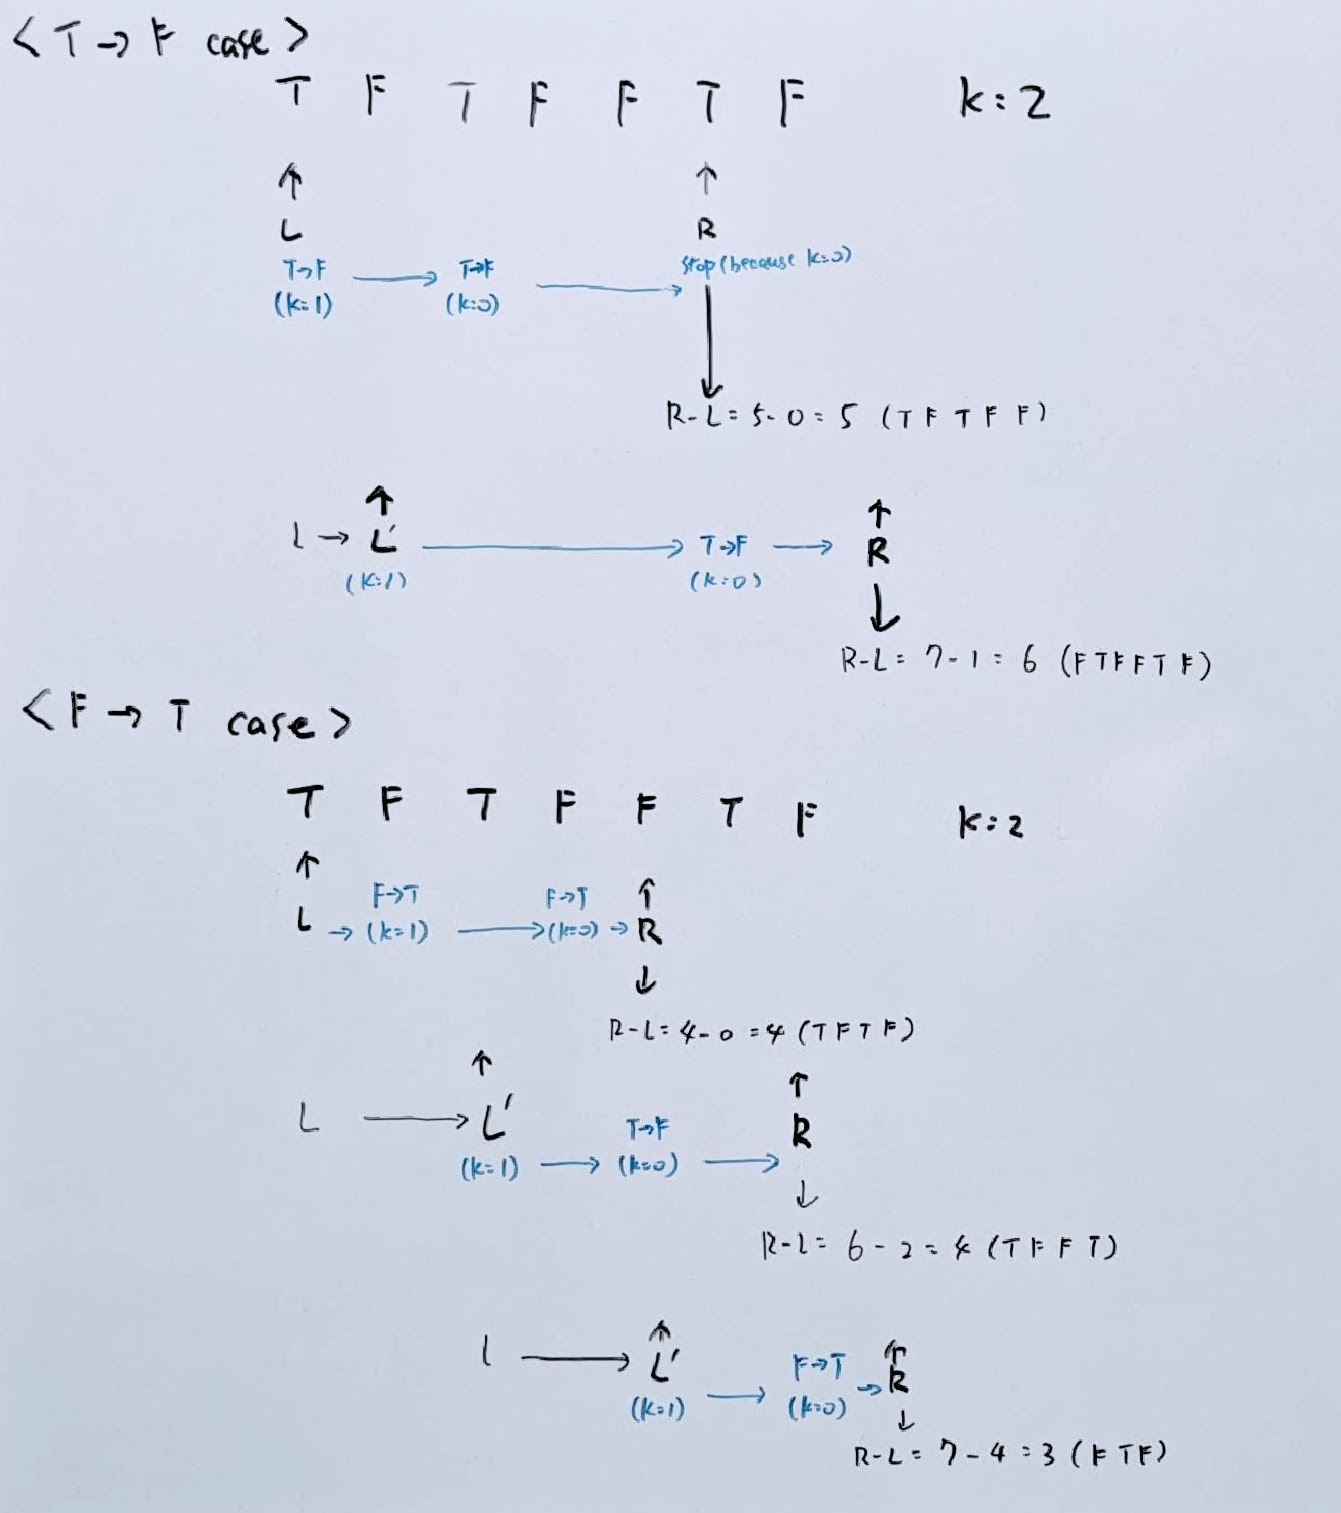 <T→F case>
T F T F F T F k=2
↑ ↑
L R
T→F → T→F → stop (because k=0)
(k=1) (k=0)
R-L = 5-0 = 5 (T F T F F)
↑ ↑
L → L' → T→F → R
(k=1) (k=0)
R-L = 7-1 = 6 (F T F F T F)
<F→T case>
T F T F F T F k=2
↑ F→T F→T ↑
L → (k=1) → (k=0) → R
R-L = 4-0 = 4 (T F T F)
↑ ↑
L → L' T→F R
(k=1) → (k=0) →
R-L = 6-2 = 4 (T F F T)
↑ ↑
L → L' F→T R
(k=1) → (k=0) →
R-L = 7-4 = 3 (F T F)